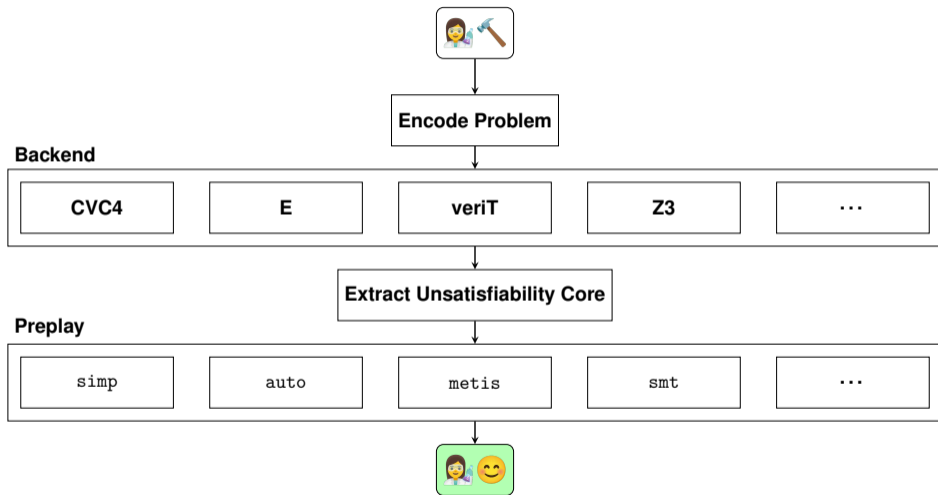 Encode Problem
Backend
CVC4 E veriT Z3 ...
Extract Unsatisfiability Core
Preplay
simp auto metis smt ...